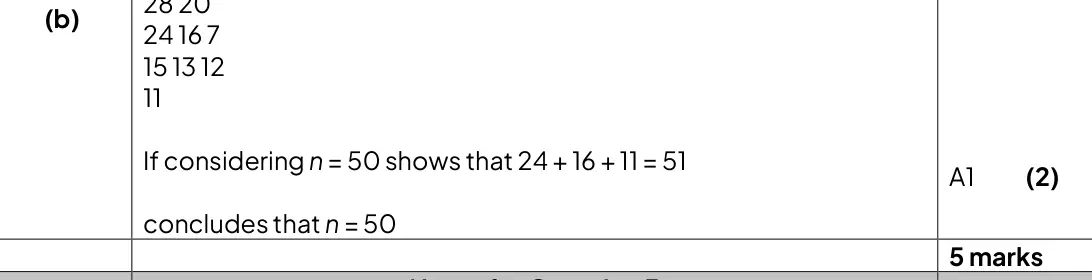 28 20
(b)
24 16 7
15 13 12
11
If considering n = 50 shows that 24 + 16 + 11 = 51
A1 (2)
concludes that n = 50
5 marks